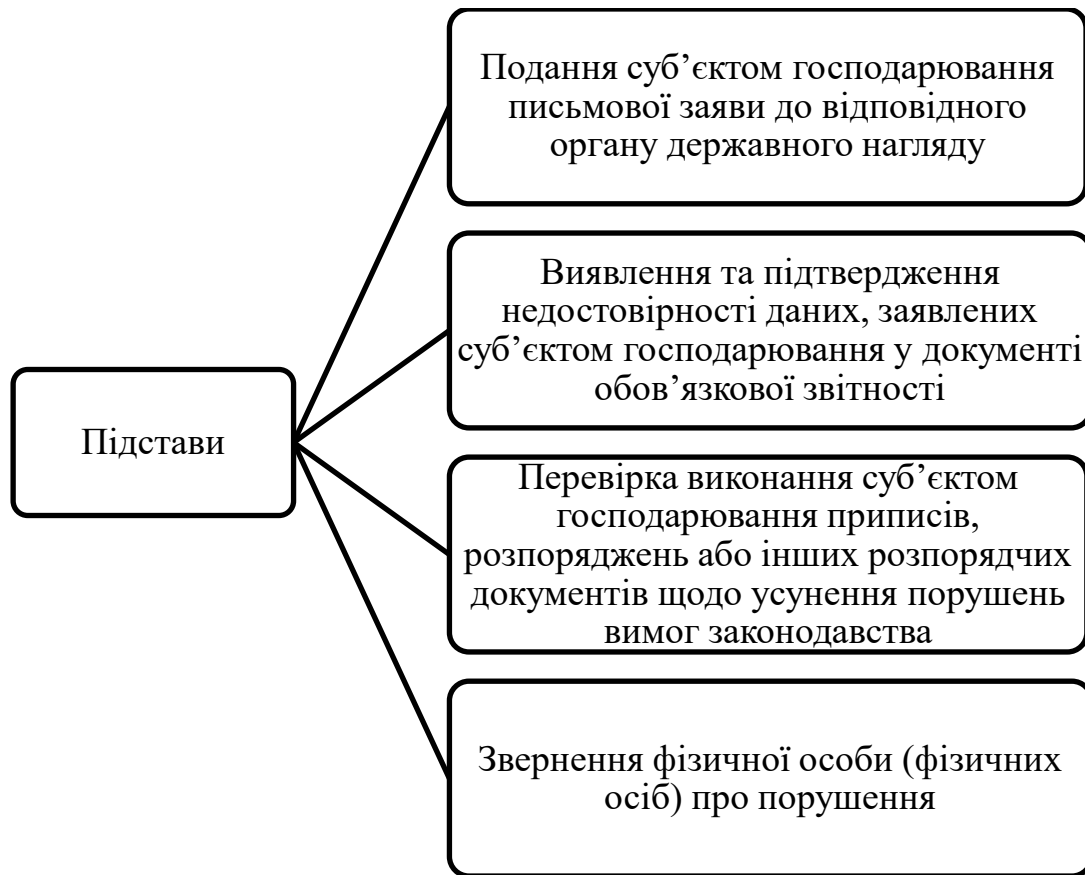 Підстави
Подання суб’єктом господарювання
письмової заяви до відповідного
органу державного нагляду
Виявлення та підтвердження
недостовірності даних, заявлених
суб’єктом господарювання у документі
обов’язкової звітності
Перевірка виконання суб’єктом
господарювання приписів,
розпоряджень або інших розпорядчих
документів щодо усунення порушень
вимог законодавства
Звернення фізичної особи (фізичних
осіб) про порушення